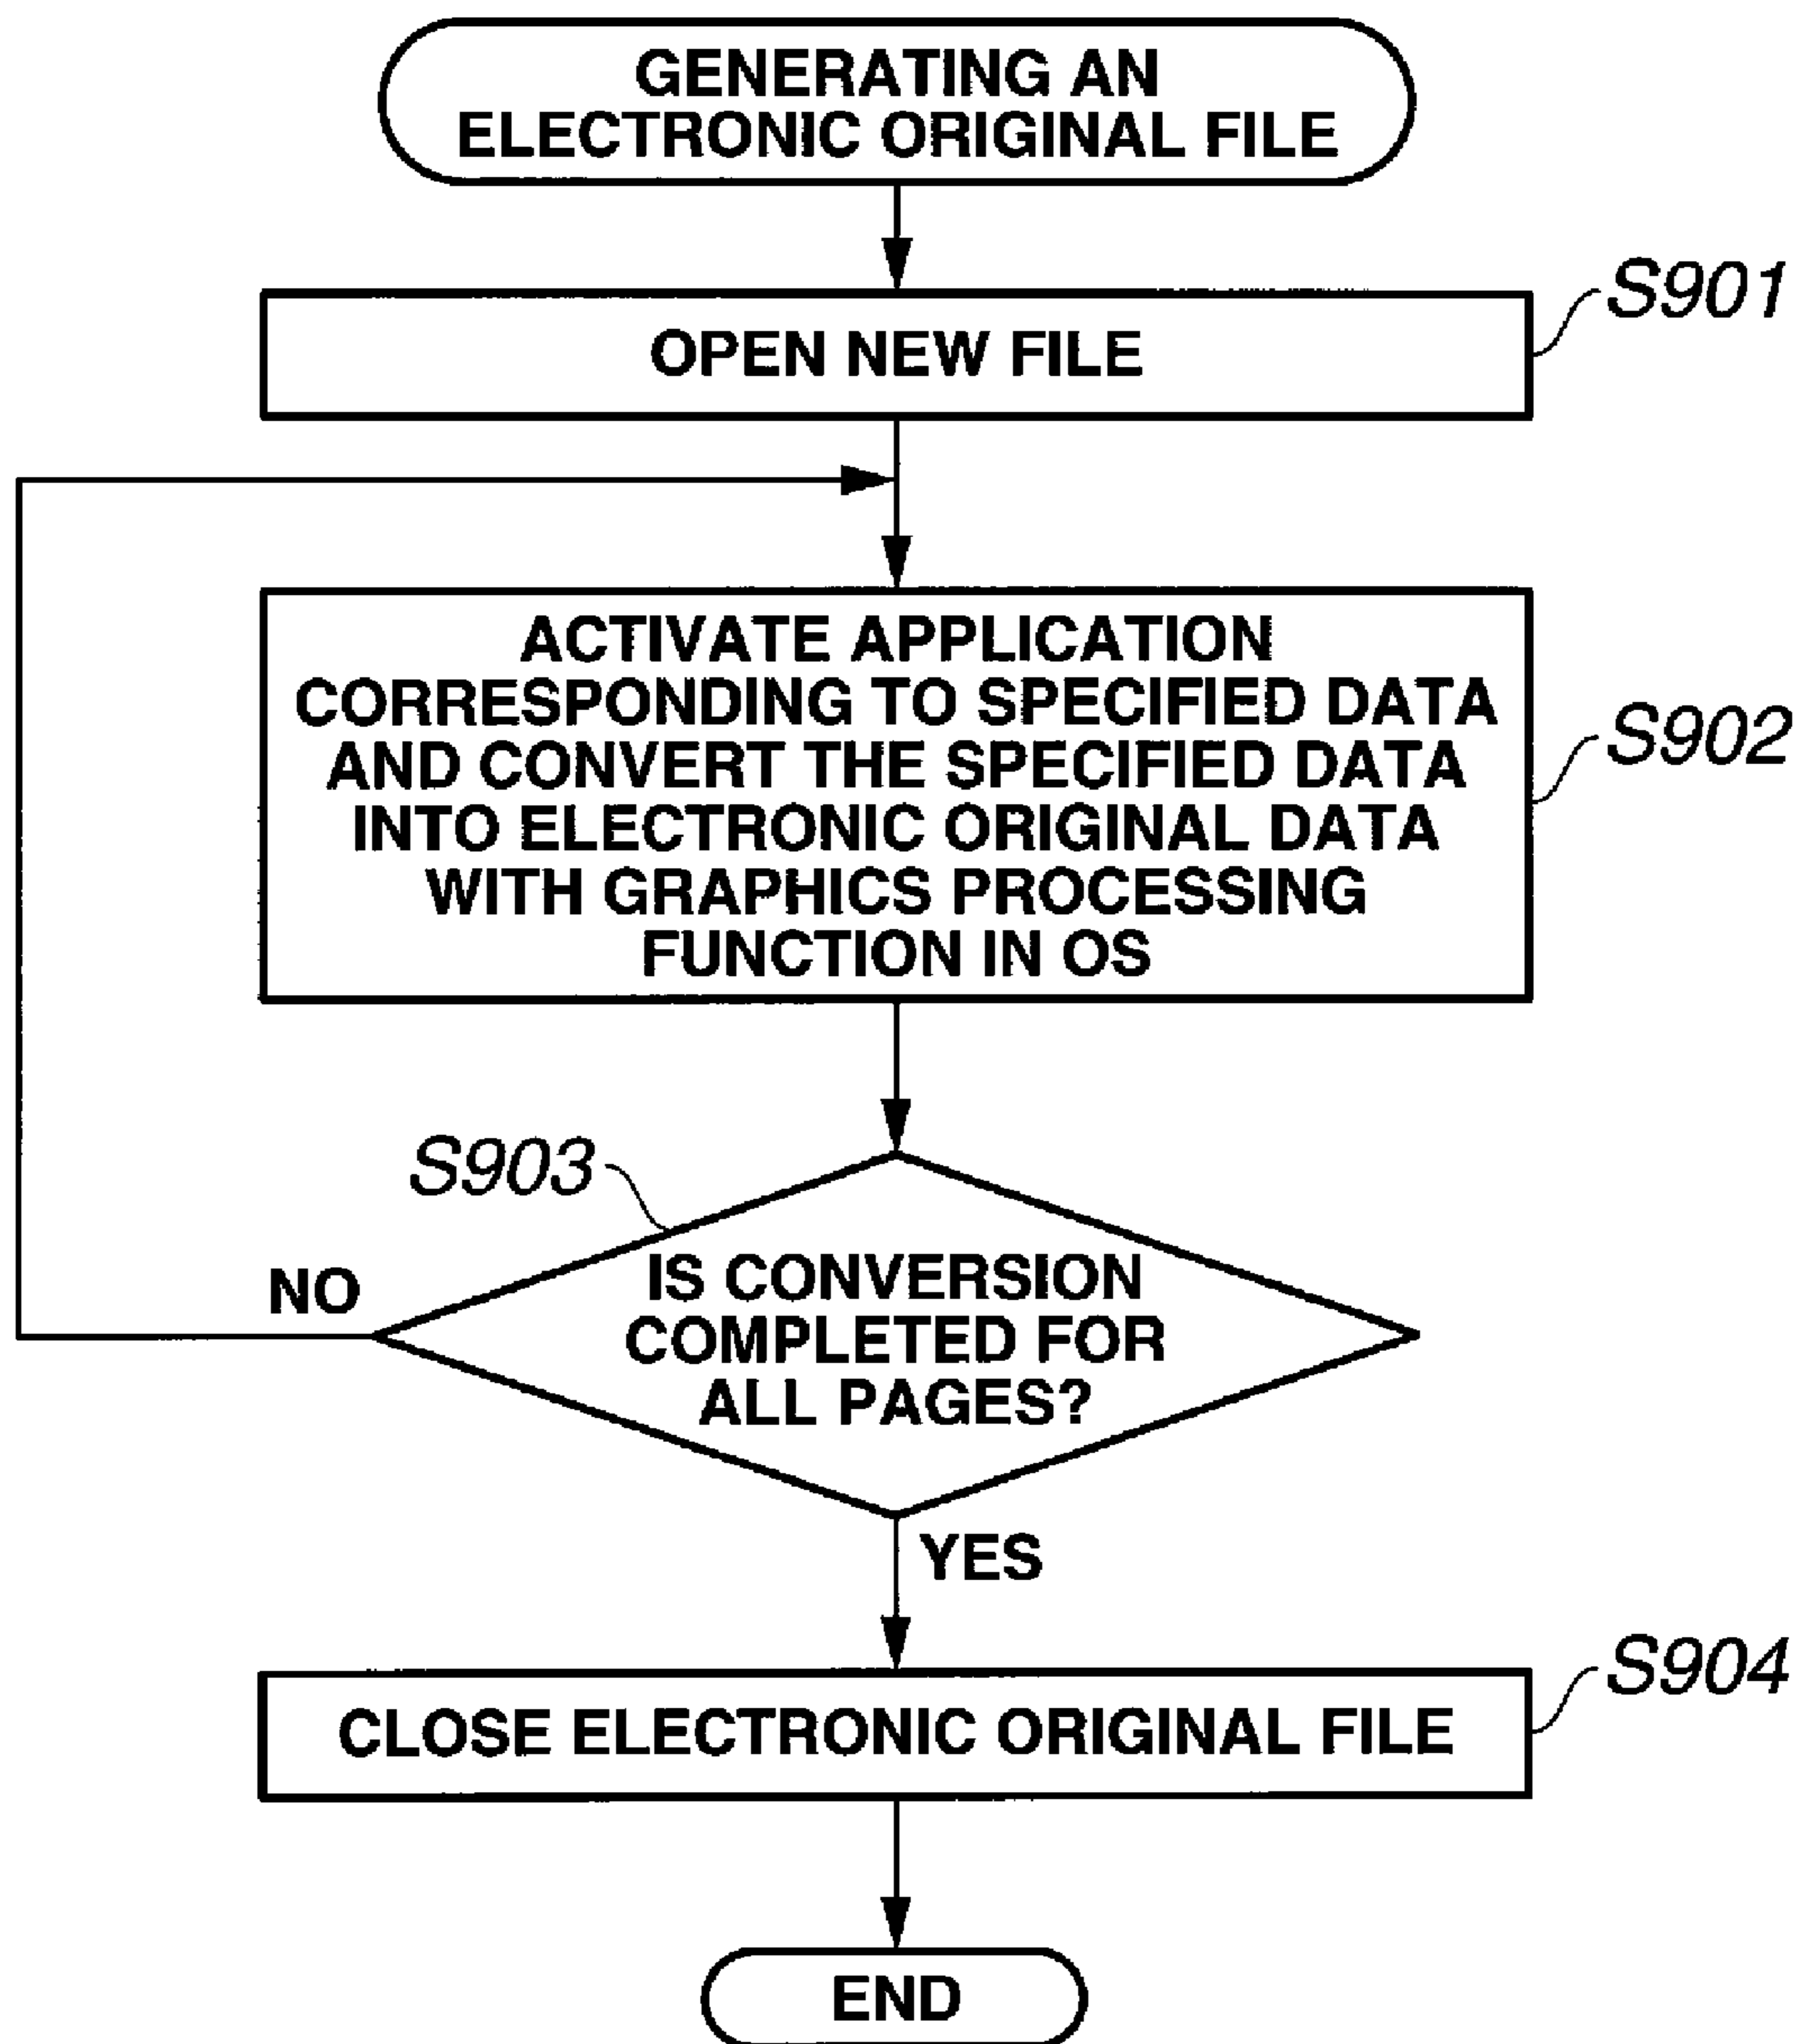 GENERATING AN
ELECTRONIC ORIGINAL FILE
S901
OPEN NEW FILE
ACTIVATE APPLICATION
CORRESPONDING TO SPECIFIED DATA
AND CONVERT THE SPECIFIED DATA
INTO ELECTRONIC ORIGINAL DATA
WITH GRAPHICS PROCESSING
FUNCTION IN OS
S902
S903
NO
IS CONVERSION
COMPLETED FOR
ALL PAGES?
YES
S904
CLOSE ELECTRONIC ORIGINAL FILE
END